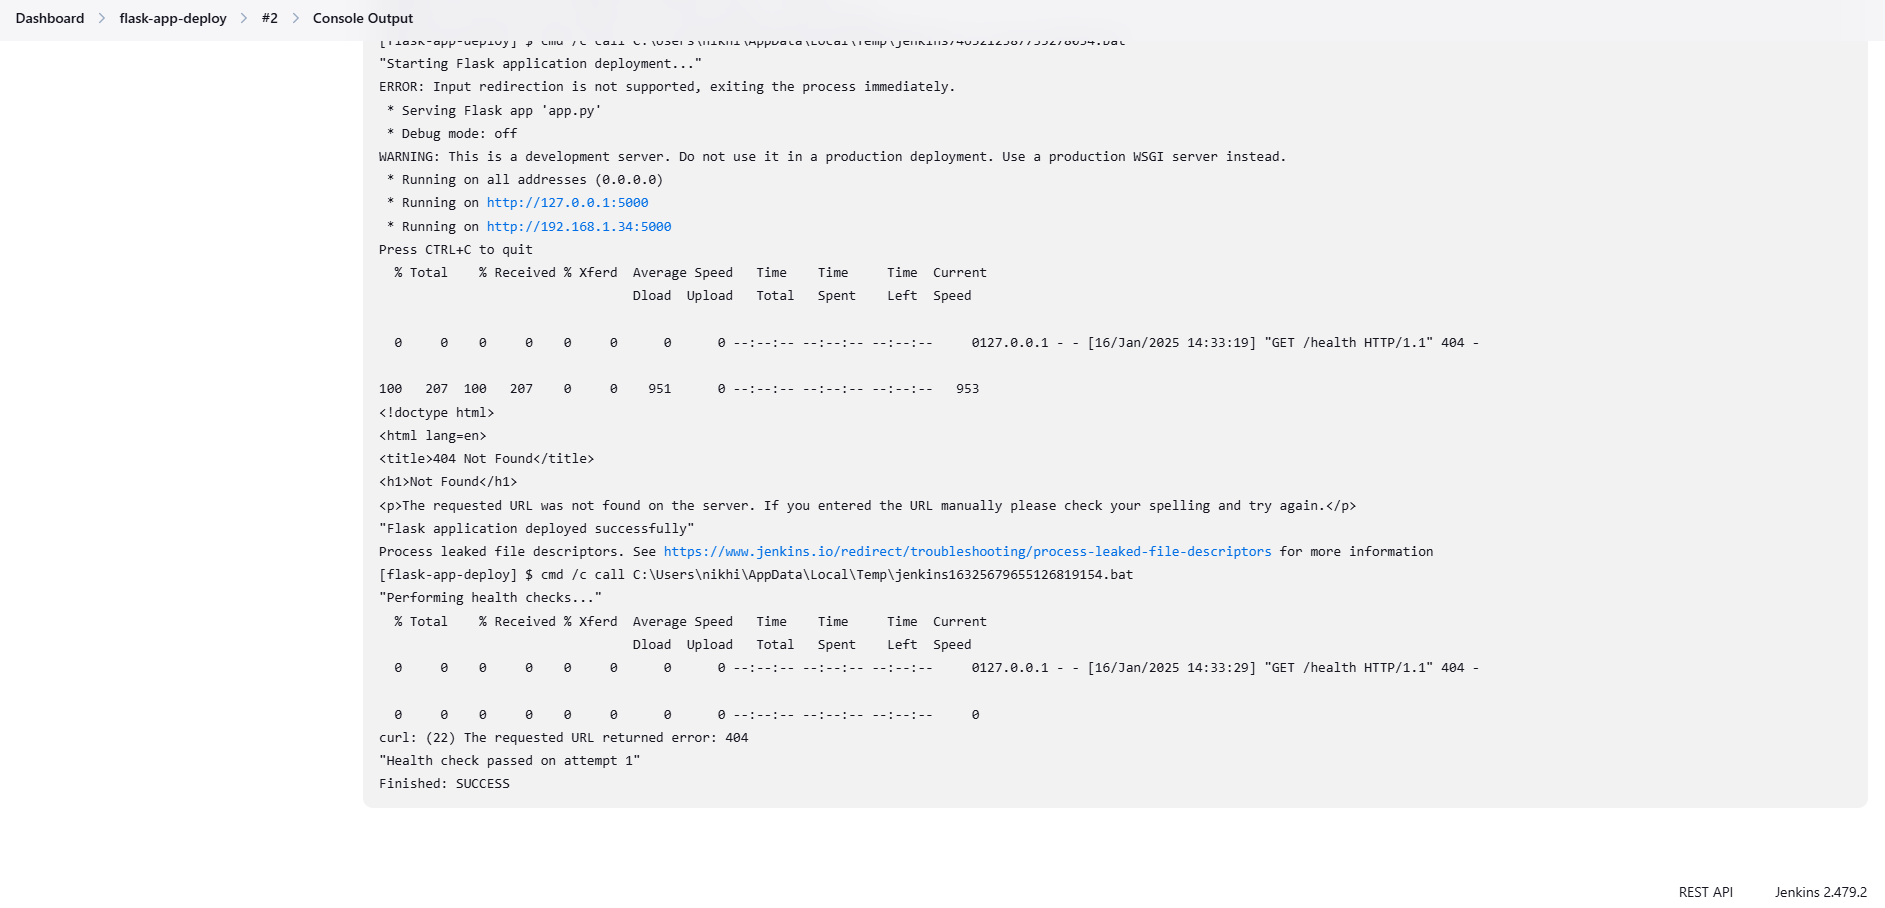 Dashboard > flask-app-deploy > #2 > Console Output
[flask-app-deploy] $ cmd /c call C:\Users\nikhi\AppData\Local\Temp\jenkins7465212587755278654.bat
"Starting Flask application deployment..."
ERROR: Input redirection is not supported, exiting the process immediately.
 * Serving Flask app 'app.py'
 * Debug mode: off
WARNING: This is a development server. Do not use it in a production deployment. Use a production WSGI server instead.
 * Running on all addresses (0.0.0.0)
 * Running on http://127.0.0.1:5000
 * Running on http://192.168.1.34:5000
Press CTRL+C to quit
  % Total    % Received % Xferd  Average Speed   Time    Time     Time  Current
                                 Dload  Upload   Total   Spent    Left  Speed
  0     0    0     0    0     0      0      0 --:--:-- --:--:-- --:--:--     0127.0.0.1 - - [16/Jan/2025 14:33:19] "GET /health HTTP/1.1" 404 -
100   207  100   207    0     0    951      0 --:--:-- --:--:-- --:--:--   953
<!doctype html>
<html lang=en>
<title>404 Not Found</title>
<h1>Not Found</h1>
<p>The requested URL was not found on the server. If you entered the URL manually please check your spelling and try again.</p>
"Flask application deployed successfully"
Process leaked file descriptors. See https://www.jenkins.io/redirect/troubleshooting/process-leaked-file-descriptors for more information
[flask-app-deploy] $ cmd /c call C:\Users\nikhi\AppData\Local\Temp\jenkins16325679655126819154.bat
"Performing health checks..."
  % Total    % Received % Xferd  Average Speed   Time    Time     Time  Current
                                 Dload  Upload   Total   Spent    Left  Speed
  0     0    0     0    0     0      0      0 --:--:-- --:--:-- --:--:--     0127.0.0.1 - - [16/Jan/2025 14:33:29] "GET /health HTTP/1.1" 404 -
  0     0    0     0    0     0      0      0 --:--:-- --:--:-- --:--:--     0
curl: (22) The requested URL returned error: 404
"Health check passed on attempt 1"
Finished: SUCCESS
REST API    Jenkins 2.479.2